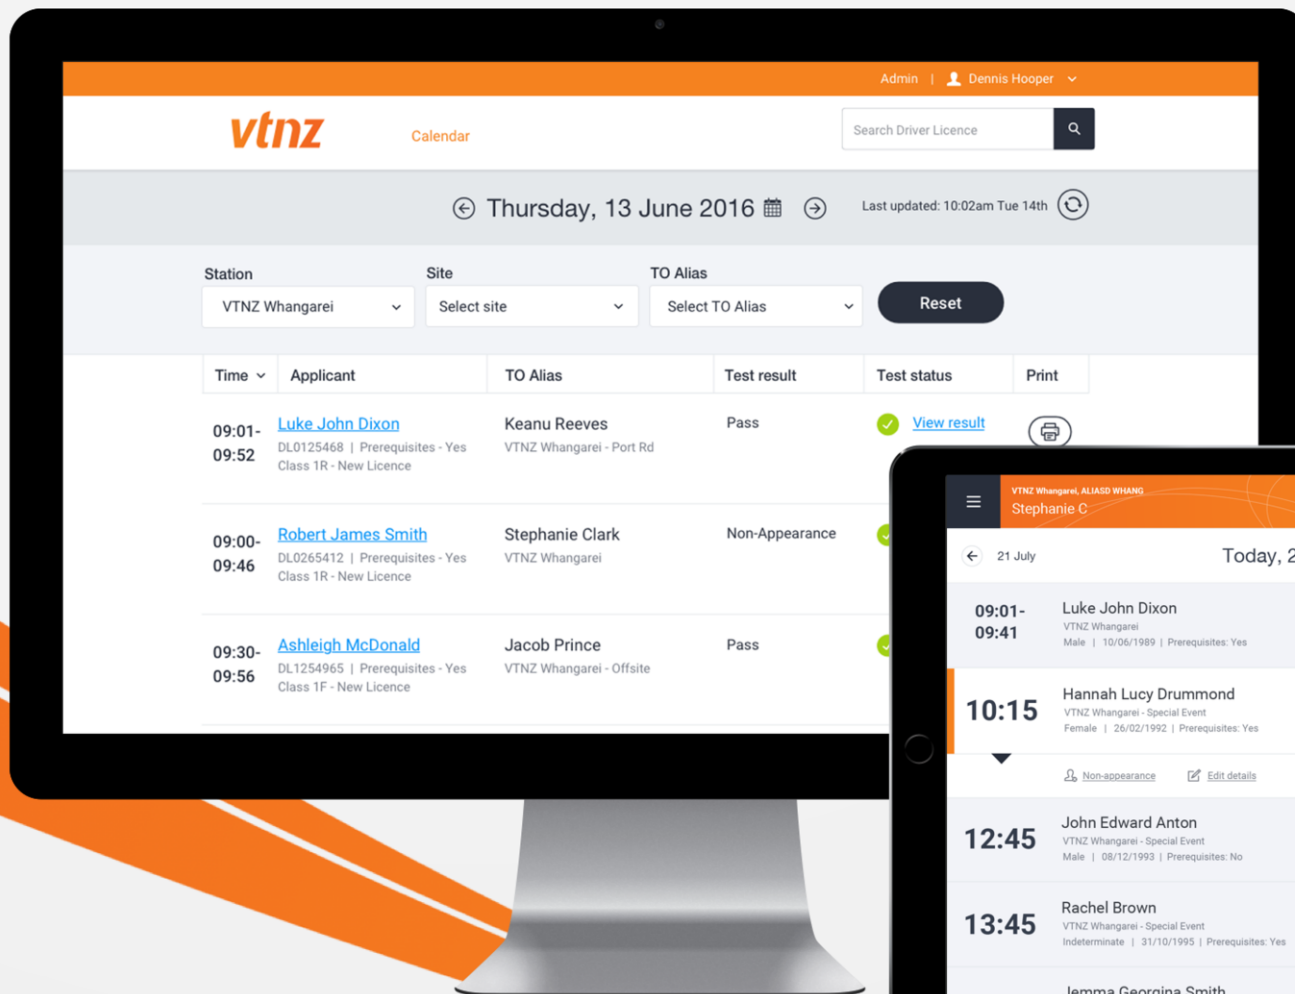 Admin | Dennis Hooper
vtnz
Calendar
Search Driver Licence
Thursday, 13 June 2016
Last updated: 10:02am Tue 14th
Station
Site
TO Alias
VTNZ Whangarei
Select site
Select TO Alias
Reset
Time
Applicant
TO Alias
Test result
Test status
Print
09:01-
09:52
Luke John Dixon
DL0125468 | Prerequisites - Yes
Class 1R - New Licence
Keanu Reeves
VTNZ Whangarei - Port Rd
Pass
View result
09:00-
09:46
Robert James Smith
DL0265412 | Prerequisites - Yes
Class 1R - New Licence
Stephanie Clark
VTNZ Whangarei
Non-Appearance
09:30-
09:56
Ashleigh McDonald
DL1254965 | Prerequisites - Yes
Class 1F - New Licence
Jacob Prince
VTNZ Whangarei - Offsite
Pass
VTNZ Whangarei, ALIASD WHANG
Stephanie C
21 July
Today, 2
09:01-
09:41
Luke John Dixon
VTNZ Whangarei
Male | 10/06/1989 | Prerequisites: Yes
10:15
Hannah Lucy Drummond
VTNZ Whangarei - Special Event
Female | 26/02/1992 | Prerequisites: Yes
Non-appearance
Edit details
12:45
John Edward Anton
VTNZ Whangarei - Special Event
Male | 08/12/1993 | Prerequisites: No
13:45
Rachel Brown
VTNZ Whangarei - Special Event
Indeterminate | 31/10/1995 | Prerequisites: Yes
Jemma Georgina Smith